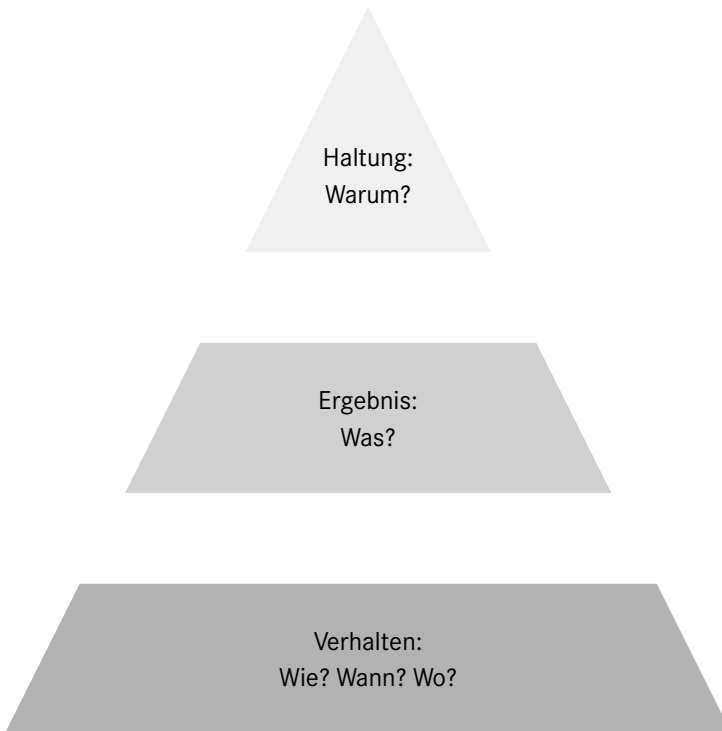 Haltung:
Warum?
Ergebnis:
Was?
Verhalten:
Wie? Wann? Wo?